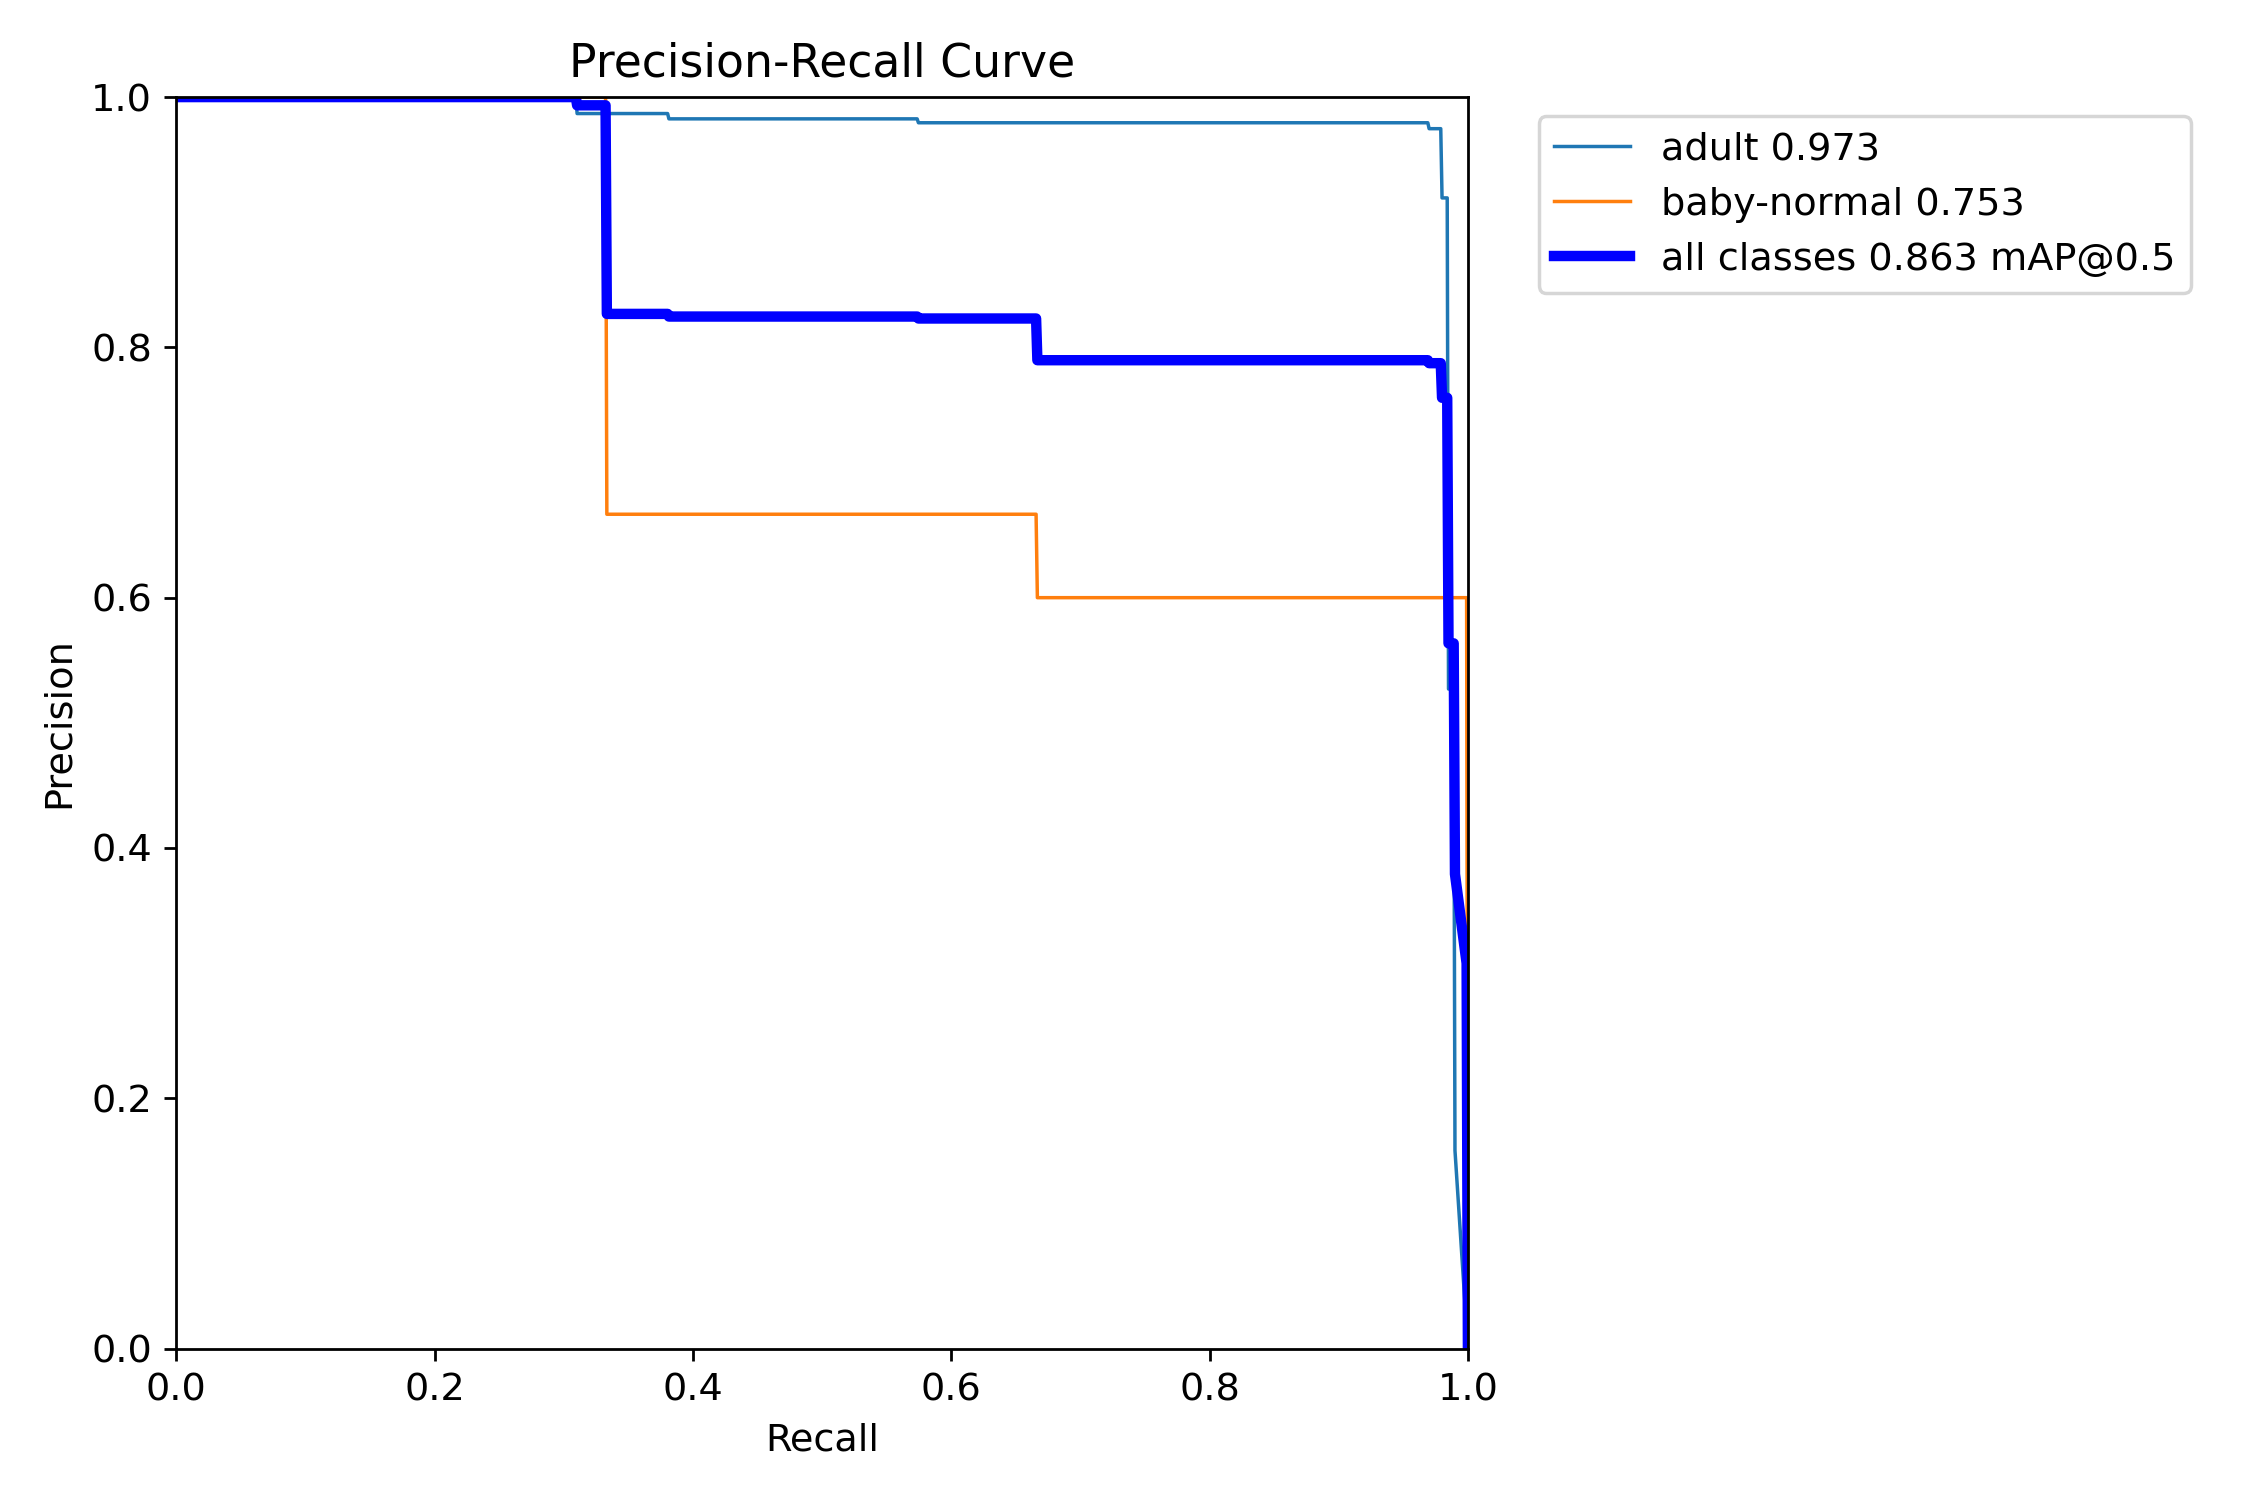 Precision-Recall Curve
1.0
0.8
0.6
0.4
0.2
0.0
Precision
0.0 0.2 0.4 0.6 0.8 1.0
Recall
adult 0.973
baby-normal 0.753
all classes 0.863 mAP@0.5